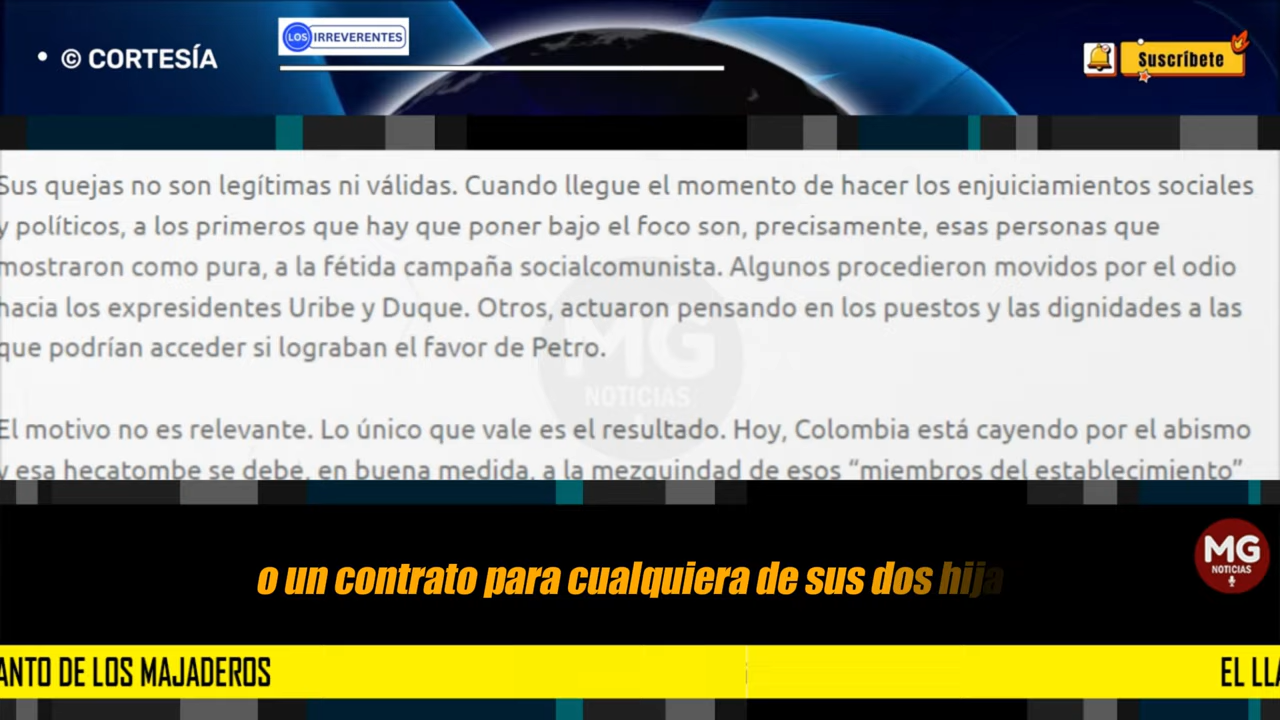 • © CORTESÍA
LOS IRREVERENTES
Suscríbete
Sus quejas no son legítimas ni válidas. Cuando llegue el momento de hacer los enjuiciamientos sociales
y políticos, a los primeros que hay que poner bajo el foco son, precisamente, esas personas que
mostraron como pura, a la fétida campaña socialcomunista. Algunos procedieron movidos por el odio
hacia los expresidentes Uribe y Duque. Otros, actuaron pensando en los puestos y las dignidades a las
que podrían acceder si lograban el favor de Petro.
MG
NOTICIAS
El motivo no es relevante. Lo único que vale es el resultado. Hoy, Colombia está cayendo por el abismo
y esa hecatombe se debe, en buena medida, a la mezquindad de esos “miembros del establecimiento”
o un contrato para cualquiera de sus dos hija
MG
NOTICIAS
ANTO DE LOS MAJADEROS
EL LLA